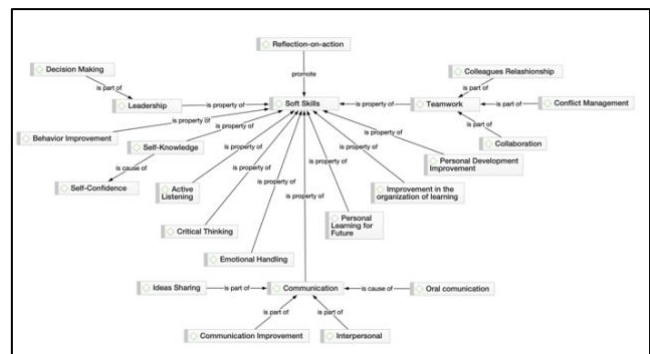 Reflection-on-action
Decision Making
Colleagues Relashionship
promote
is part of
is part of
Leadership
is property of
Soft Skills
is property of
Teamwork
is part of
Conflict Management
is property of
Behavior Improvement
is property of
is part of
Self-Knowledge
is property of
Collaboration
is cause of
is property of
Personal Development
Improvement
is property of
is property of
Self-Confidence
Active
Listening
is property of
is property of
Improvement in the
organization of learning
Critical Thinking
Personal
Learning for
Future
Emotional Handling
Ideas Sharing
is part of
Communication
is cause of
Oral comunication
is part of
is part of
Communication Improvement
Interpersonal